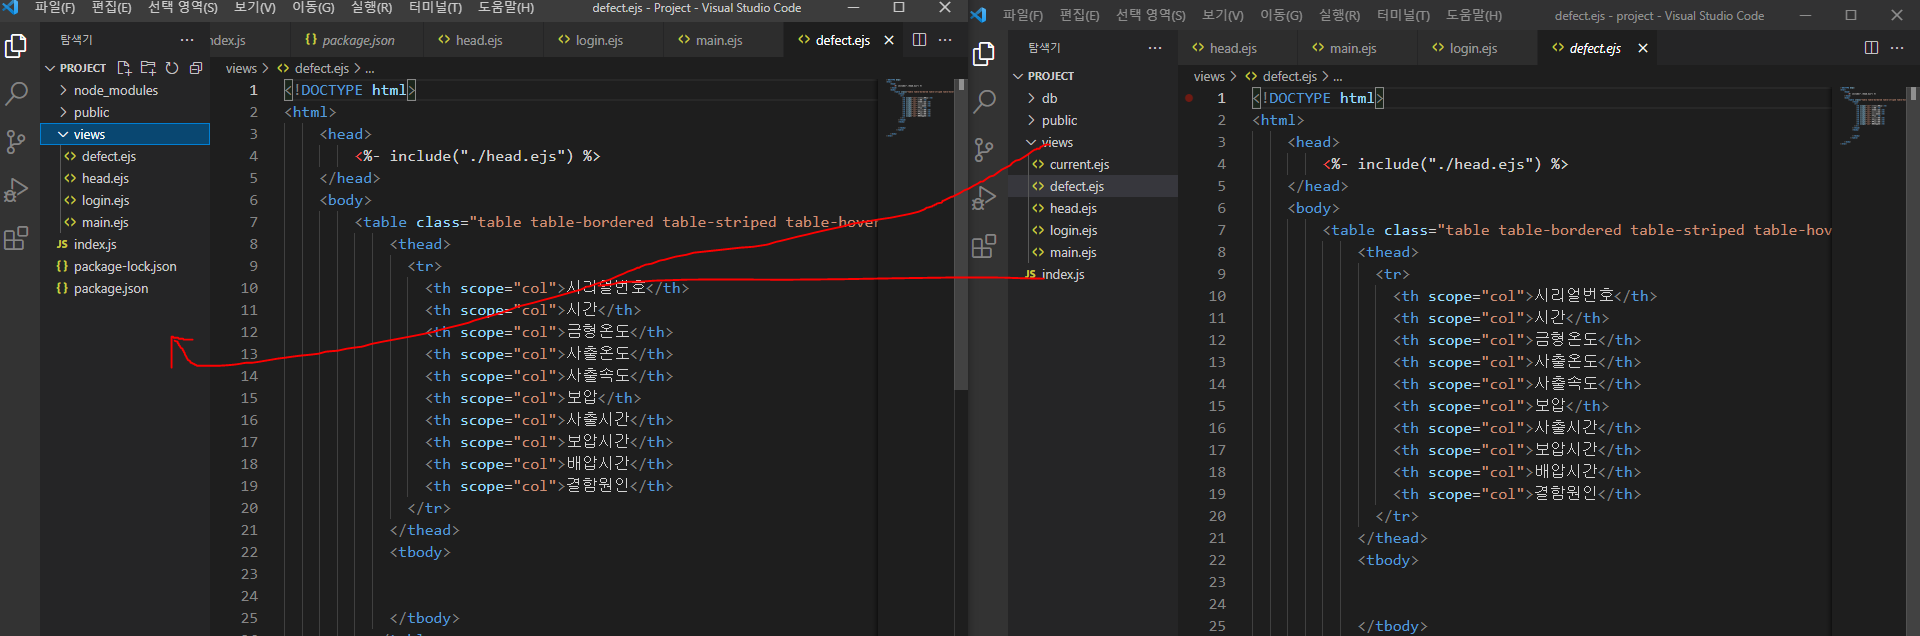 파일(F) 편집(E) 선택 영역(S) 보기(V) 이동(G) 실행(R) 터미널(T) 도움말(H) defect.ejs - Project - Visual Studio Code
탐색기 ···
PROJECT
node_modules
public
views
defect.ejs
head.ejs
login.ejs
main.ejs
JS index.js
{} package-lock.json
{} package.json
ndex.js {} package.json <> head.ejs <> login.ejs <> main.ejs <> defect.ejs
views > <> defect.ejs > ...
1 <!DOCTYPE html>
2 <html>
3 <head>
4 <%- include("./head.ejs") %>
5 </head>
6 <body>
7 <table class="table table-bordered table-striped table-hover
8 <thead>
9 <tr>
10 <th scope="col">시리얼번호</th>
11 <th scope="col">시간</th>
12 <th scope="col">금형온도</th>
13 <th scope="col">사출온도</th>
14 <th scope="col">사출속도</th>
15 <th scope="col">보압</th>
16 <th scope="col">사출시간</th>
17 <th scope="col">보압시간</th>
18 <th scope="col">배압시간</th>
19 <th scope="col">결함원인</th>
20 </tr>
21 </thead>
22 <tbody>
23
24
25 </tbody>
파일(F) 편집(E) 선택 영역(S) 보기(V) 이동(G) 실행(R) 터미널(T) 도움말(H) defect.ejs - project - Visual Studio Code
탐색기 ···
PROJECT
db
public
views
current.ejs
defect.ejs
head.ejs
login.ejs
main.ejs
JS index.js
<> head.ejs <> main.ejs <> login.ejs <> defect.ejs
views > <> defect.ejs > ...
1 <!DOCTYPE html>
2 <html>
3 <head>
4 <%- include("./head.ejs") %>
5 </head>
6 <body>
7 <table class="table table-bordered table-striped table-hov
8 <thead>
9 <tr>
10 <th scope="col">시리얼번호</th>
11 <th scope="col">시간</th>
12 <th scope="col">금형온도</th>
13 <th scope="col">사출온도</th>
14 <th scope="col">사출속도</th>
15 <th scope="col">보압</th>
16 <th scope="col">사출시간</th>
17 <th scope="col">보압시간</th>
18 <th scope="col">배압시간</th>
19 <th scope="col">결함원인</th>
20 </tr>
21 </thead>
22 <tbody>
23
24
25 </tbody>